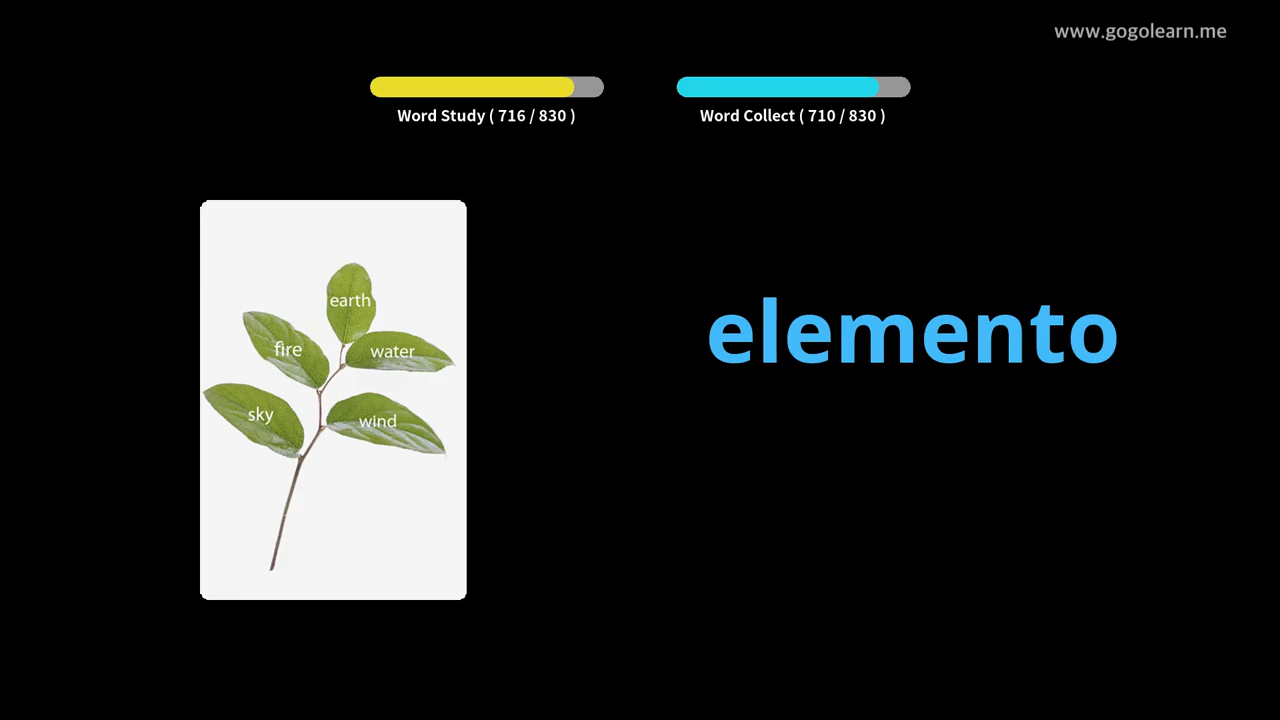 www.gogolearn.me
Word Study ( 716 / 830 )
Word Collect ( 710 / 830 )
earth
fire
water
sky
wind
elemento